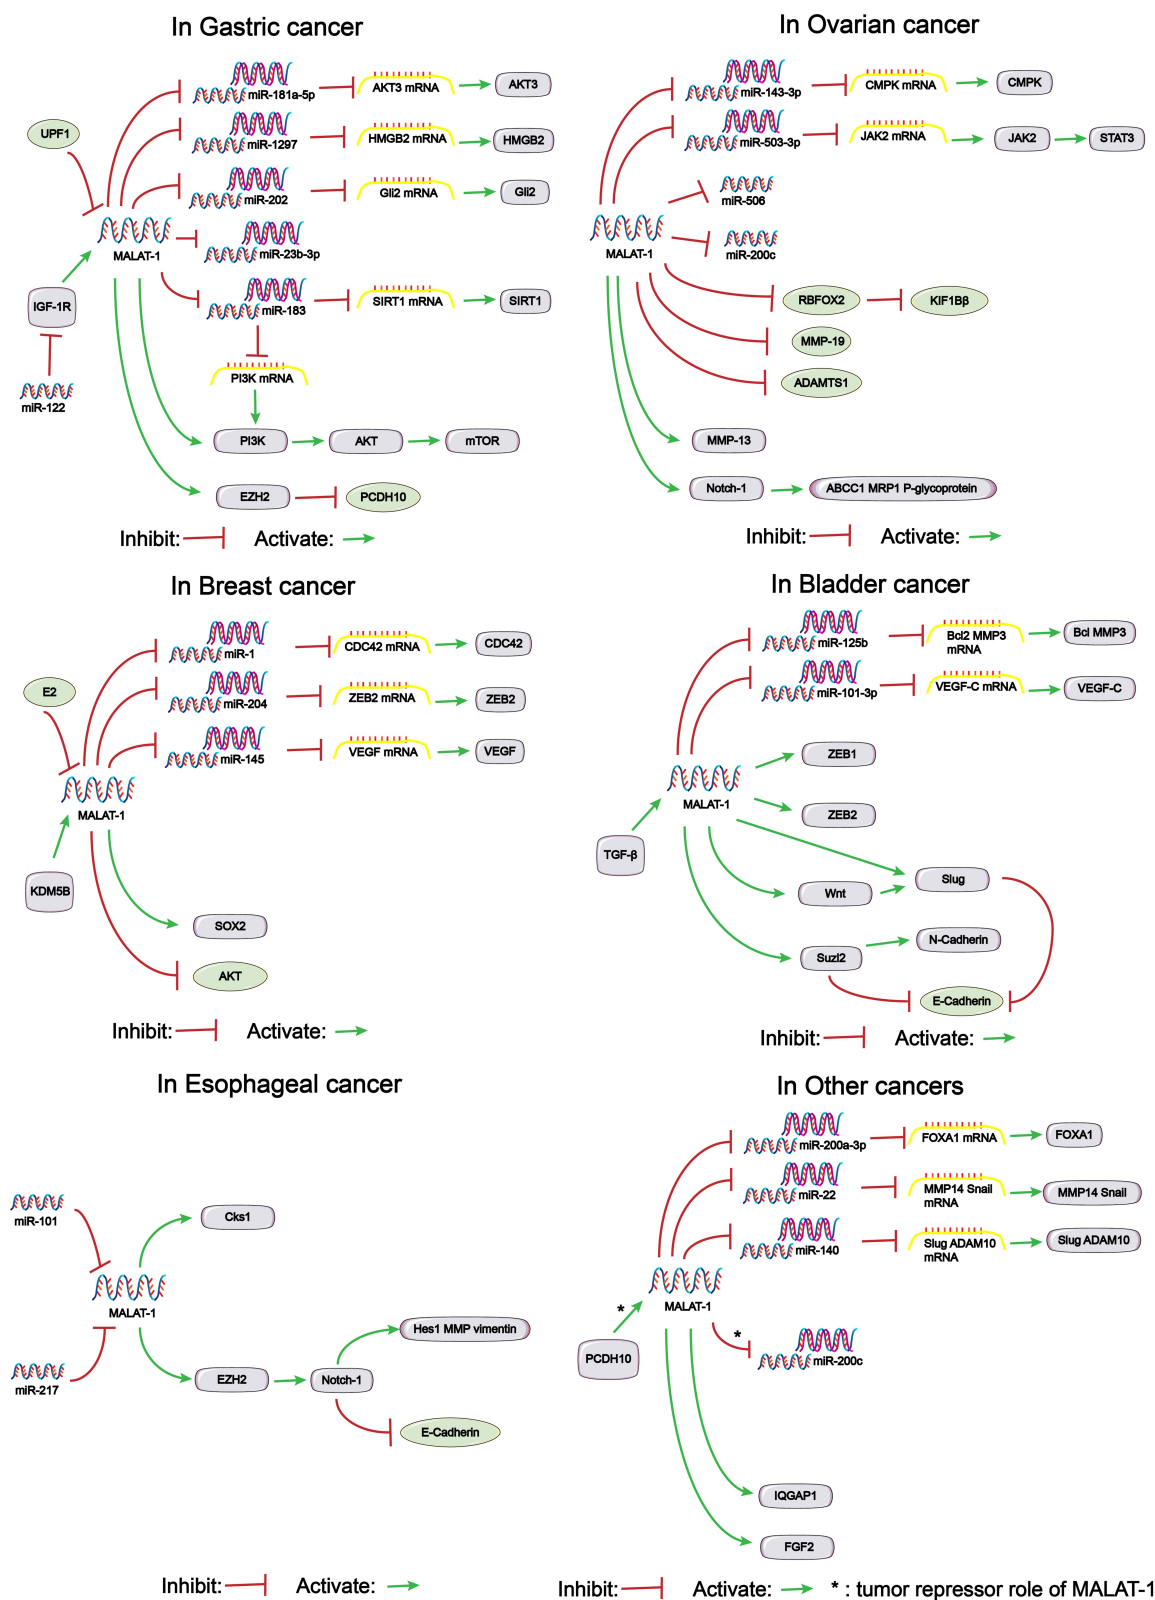 In Gastric cancer
miR-181a-5p
AKT3 mRNA
AKT3
UPF1
miR-1297
HMGB2 mRNA
HMGB2
miR-202
Gli2 mRNA
Gli2
MALAT-1
miR-23b-3p
IGF-1R
miR-183
SIRT1 mRNA
SIRT1
PI3K mRNA
miR-122
PI3K
AKT
mTOR
EZH2
PCDH10
Inhibit:
Activate:
In Ovarian cancer
miR-143-3p
CMPK mRNA
CMPK
miR-503-3p
JAK2 mRNA
JAK2
STAT3
miR-506
MALAT-1
miR-200c
RBFOX2
KIF1Bβ
MMP-19
ADAMTS1
MMP-13
Notch-1
ABCC1 MRP1 P-glycoprotein
Inhibit:
Activate:
In Breast cancer
miR-1
CDC42 mRNA
CDC42
E2
miR-204
ZEB2 mRNA
ZEB2
miR-145
VEGF mRNA
VEGF
MALAT-1
KDM5B
SOX2
AKT
Inhibit:
Activate:
In Bladder cancer
miR-125b
Bcl2 MMP3
mRNA
Bcl MMP3
miR-101-3p
VEGF-C mRNA
VEGF-C
ZEB1
MALAT-1
ZEB2
TGF-β
Wnt
Slug
Suzl2
N-Cadherin
E-Cadherin
Inhibit:
Activate:
In Esophageal cancer
miR-101
Cks1
MALAT-1
Hes1 MMP vimentin
miR-217
EZH2
Notch-1
E-Cadherin
Inhibit:
Activate:
In Other cancers
miR-200a-3p
FOXA1 mRNA
FOXA1
miR-22
MMP14 Snail
mRNA
MMP14 Snail
miR-140
Slug ADAM10
mRNA
Slug ADAM10
MALAT-1
*
*
PCDH10
miR-200c
IQGAP1
FGF2
Inhibit:
Activate:
* : tumor repressor role of MALAT-1